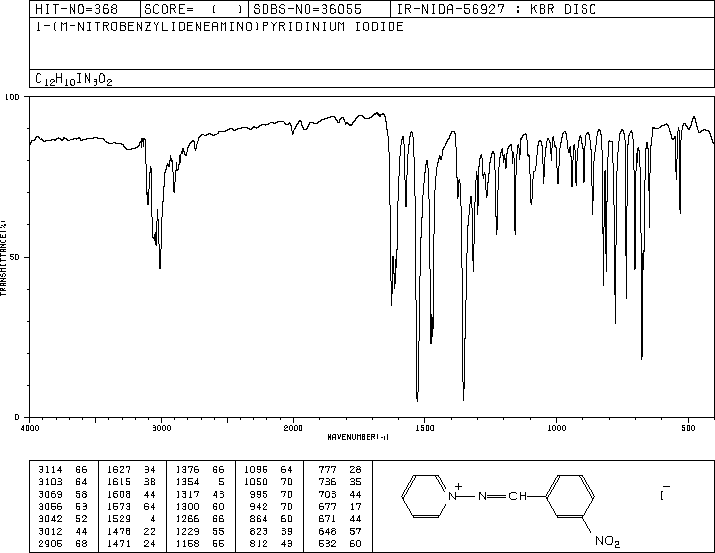 HIT-NO=368 SCORE= ( ) SDBS-NO=36055 IR-NIDA-56927 : KBR DISC
1-(M-NITROBENZYLIDENEAMINO)PYRIDINIUM IODIDE
C12H10IN3O2
100
50
0
TRANSMITTANCE(%)
4000 3000 2000 1500 1000 500
WAVENUMBER(-1)
3114 66 1627 34 1376 66 1096 64 777 28
3103 64 1615 38 1354 5 1050 70 736 35
3069 58 1608 44 1317 43 995 70 703 44
3056 53 1573 64 1300 60 942 70 677 17
3042 52 1529 4 1266 66 864 60 671 44
3012 44 1478 22 1229 55 823 39 648 57
2905 68 1471 24 1158 55 812 43 532 60
+
N N CH
NO2
I
−